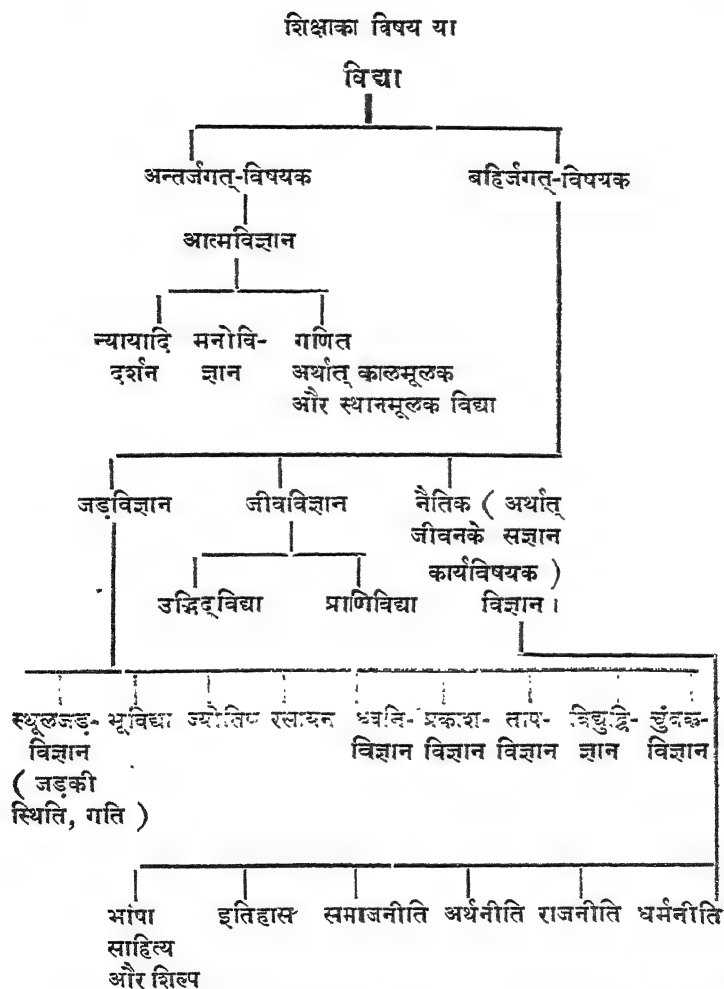 शिक्षाका विषय या
विद्या
अन्तर्जगत्-विषयक बहिर्जगत्-विषयक
आत्मविज्ञान
न्यायादि मनोवि- गणित
दर्शन ज्ञान अर्थात् कालमूलक
और स्थानमूलक विद्या
जड़विज्ञान जीवविज्ञान नैतिक ( अर्थात्
जीवनके सज्ञान
कार्यविषयक )
उद्भिद्विद्या प्राणिविद्या विज्ञान ।
स्थूलजड़- भूविद्या ज्योतिष रसायन ध्वनि- प्रकाश- ताप- विद्युद्वि- चुंबक-
विज्ञान विज्ञान विज्ञान विज्ञान ज्ञान विज्ञान
( जड़की
स्थिति, गति )
भाषा इतिहास समाजनीति अर्थनीति राजनीति धर्मनीति
साहित्य
और शिल्प